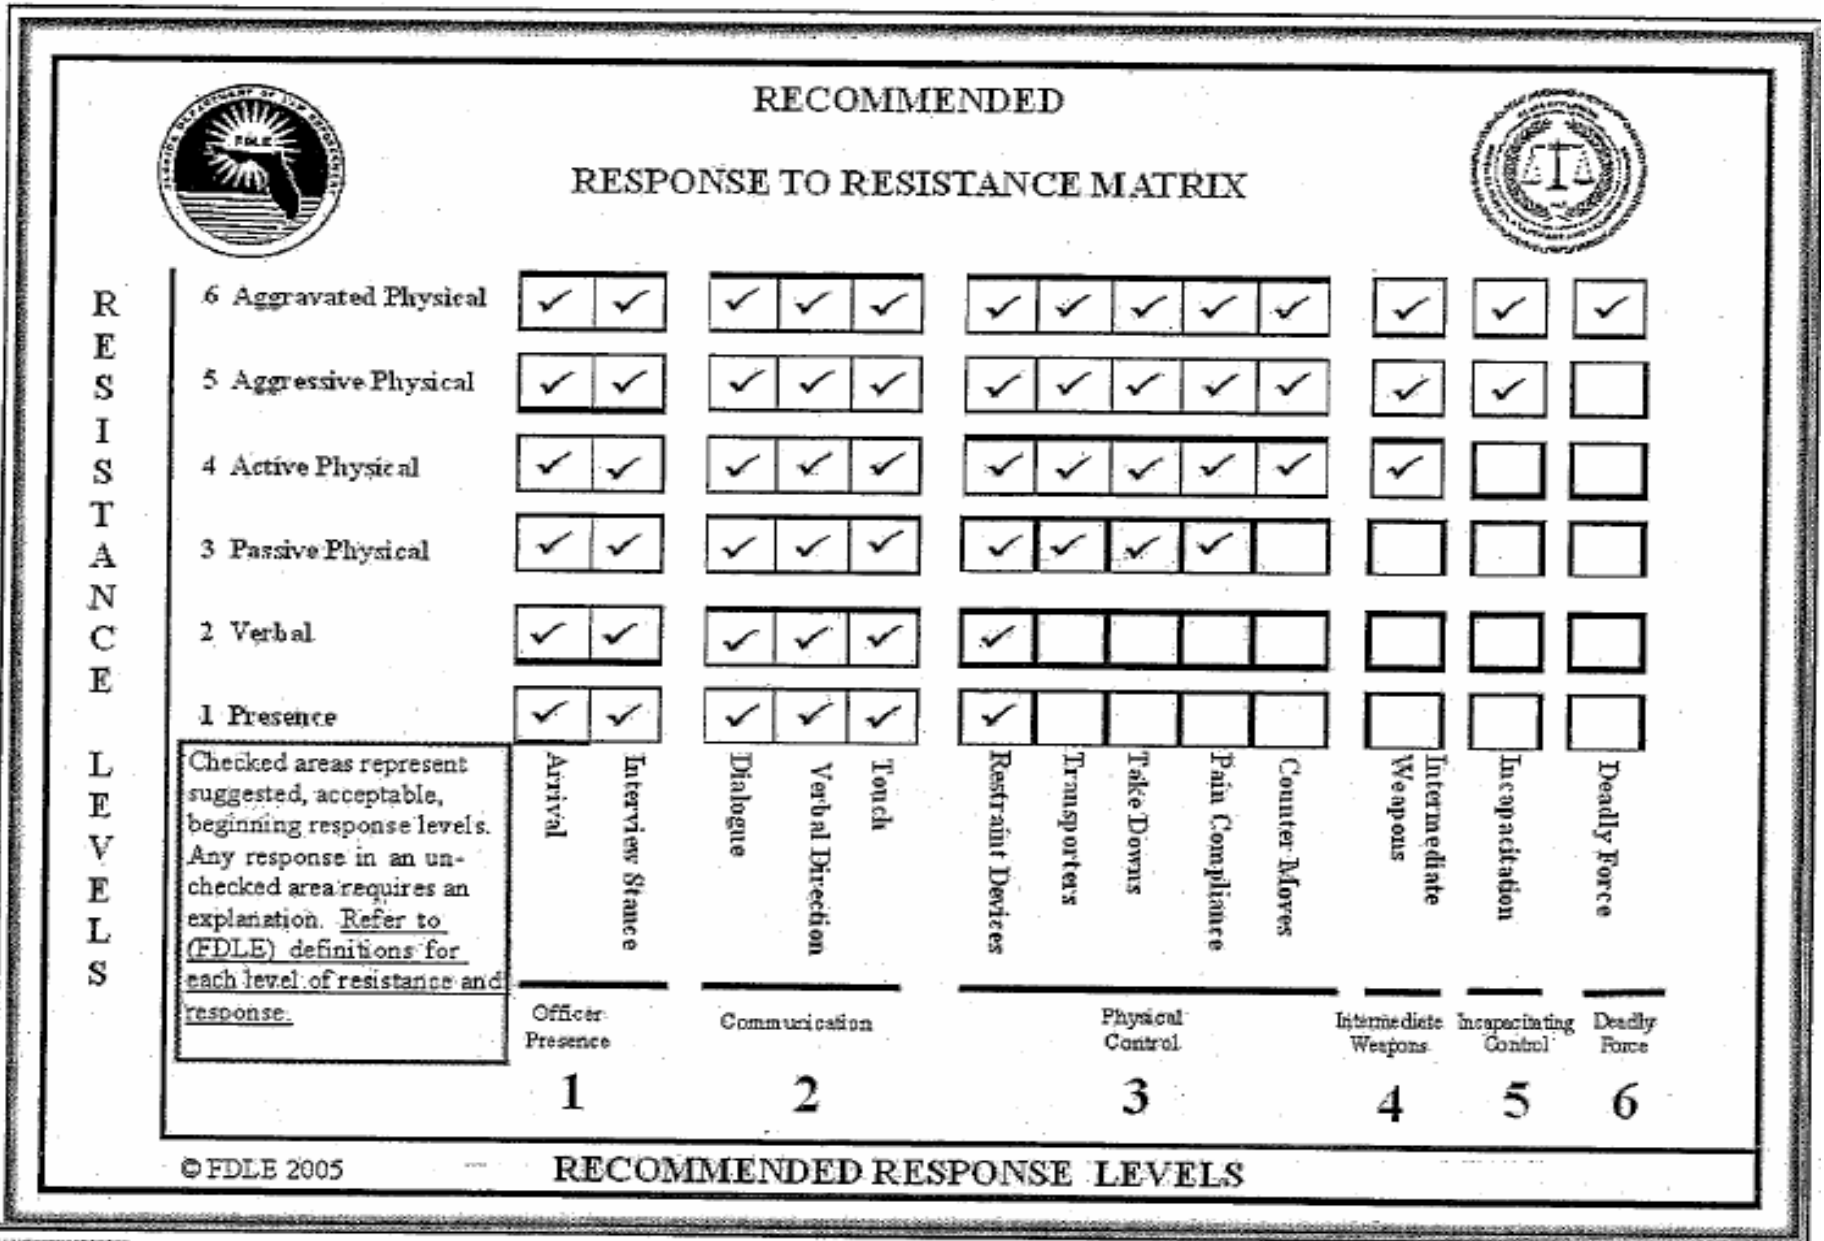 RECOMMENDED
RESPONSE TO RESISTANCE MATRIX
FDLE
RESISTANCE LEVELS
6 Aggravated Physical ✓ ✓ ✓ ✓ ✓ ✓ ✓ ✓ ✓ ✓ ✓ ✓ ✓
5 Aggressive Physical ✓ ✓ ✓ ✓ ✓ ✓ ✓ ✓ ✓ ✓ ✓ ✓
4 Active Physical ✓ ✓ ✓ ✓ ✓ ✓ ✓ ✓ ✓ ✓ ✓
3 Passive Physical ✓ ✓ ✓ ✓ ✓ ✓ ✓ ✓ ✓
2 Verbal ✓ ✓ ✓ ✓ ✓ ✓
1 Presence ✓ ✓ ✓ ✓ ✓ ✓
Checked areas represent
suggested, acceptable,
beginning response levels.
Any response in an un-
checked area requires an
explanation. Refer to
(FDLE) definitions for
each level of resistance and
response.
Arrival
Interview Stance
Dialogue
Verbal Direction
Touch
Restraint Devices
Transporters
Take Downs
Pain Compliance
Counter Moves
Intermediate
Weapons
Incapacitation
Deadly Force
Officer
Presence
Communication
Physical
Control
Intermediate
Weapons
Incapacitating
Control
Deadly
Force
1 2 3 4 5 6
© FDLE 2005
RECOMMENDED RESPONSE LEVELS